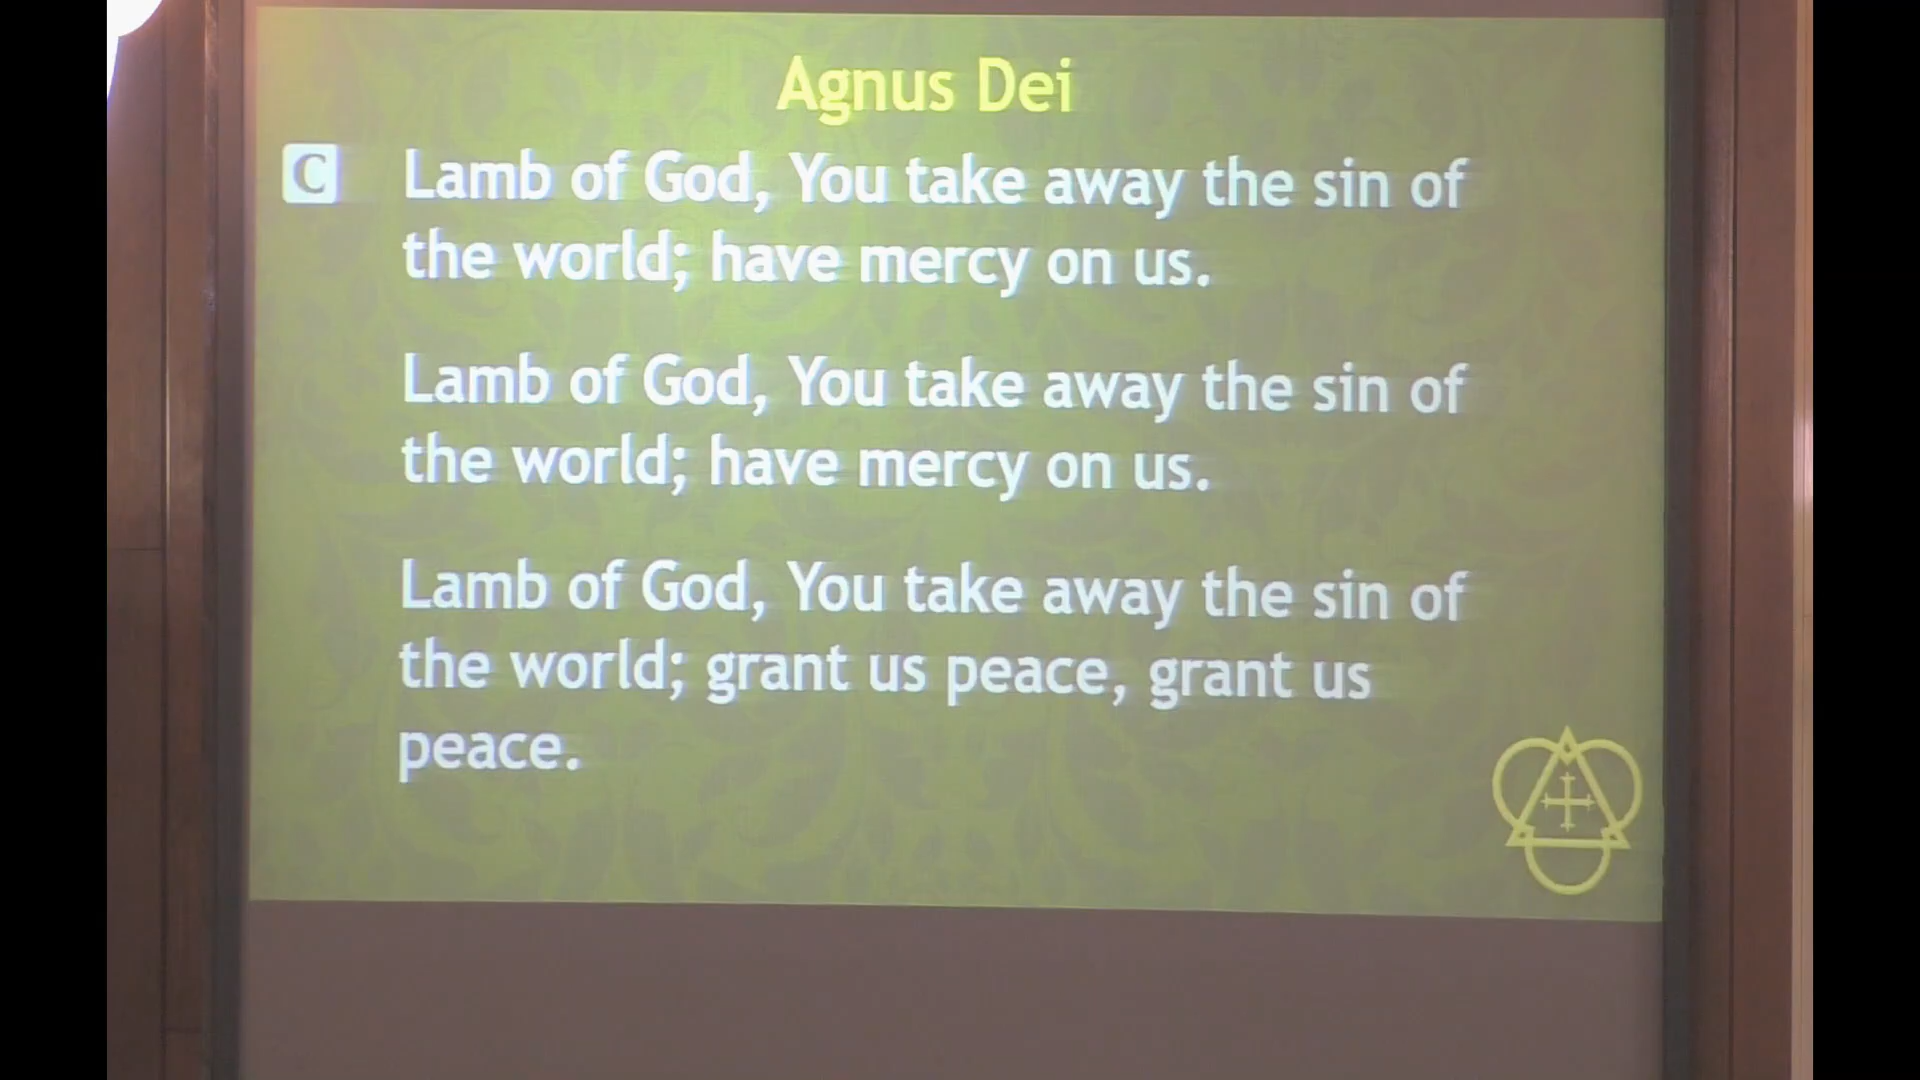 Agnus Dei
C Lamb of God, You take away the sin of
the world; have mercy on us.
Lamb of God, You take away the sin of
the world; have mercy on us.
Lamb of God, You take away the sin of
the world; grant us peace, grant us
peace.